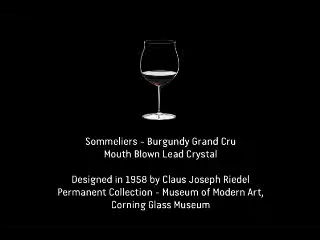 Sommeliers - Burgundy Grand Cru
Mouth Blown Lead Crystal
Designed in 1958 by Claus Joseph Riedel
Permanent Collection - Museum of Modern Art,
Corning Glass Museum